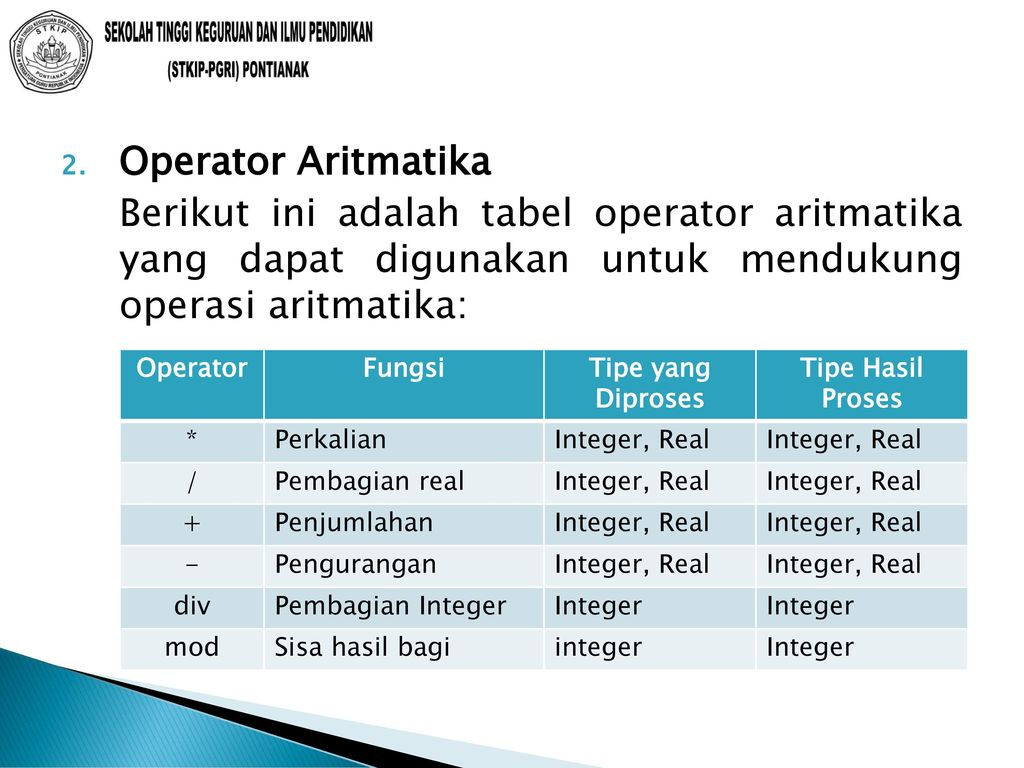 SEKOLAH TINGGI KEGURUAN DAN ILMU PENDIDIKAN
(STKIP-PGRI) PONTIANAK
STKIP
PONTIANAK
2. Operator Aritmatika
Berikut ini adalah tabel operator aritmatika
yang dapat digunakan untuk mendukung
operasi aritmatika:
Operator Fungsi Tipe yang Diproses Tipe Hasil Proses
* Perkalian Integer, Real Integer, Real
/ Pembagian real Integer, Real Integer, Real
+ Penjumlahan Integer, Real Integer, Real
- Pengurangan Integer, Real Integer, Real
div Pembagian Integer Integer Integer
mod Sisa hasil bagi integer Integer